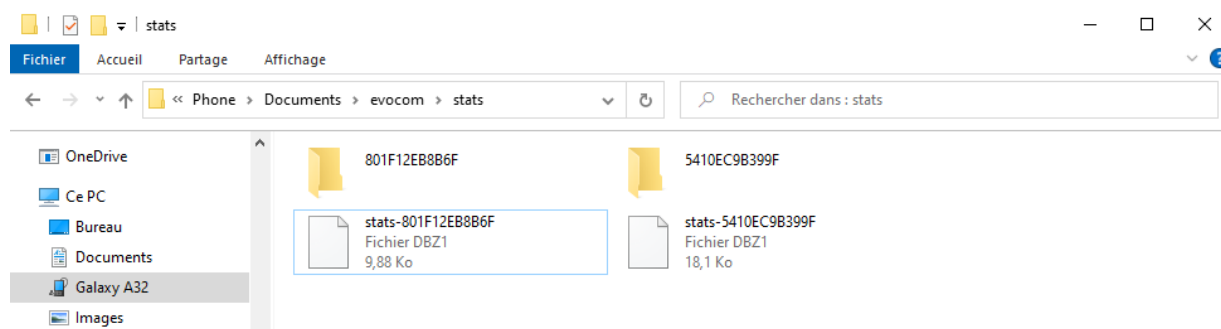 stats
Fichier Accueil Partage Affichage
« Phone > Documents > evocom > stats Rechercher dans : stats
OneDrive
Ce PC
Bureau
Documents
Galaxy A32
Images
801F12EB8B6F
5410EC9B399F
stats-801F12EB8B6F
Fichier DBZ1
9,88 Ko
stats-5410EC9B399F
Fichier DBZ1
18,1 Ko